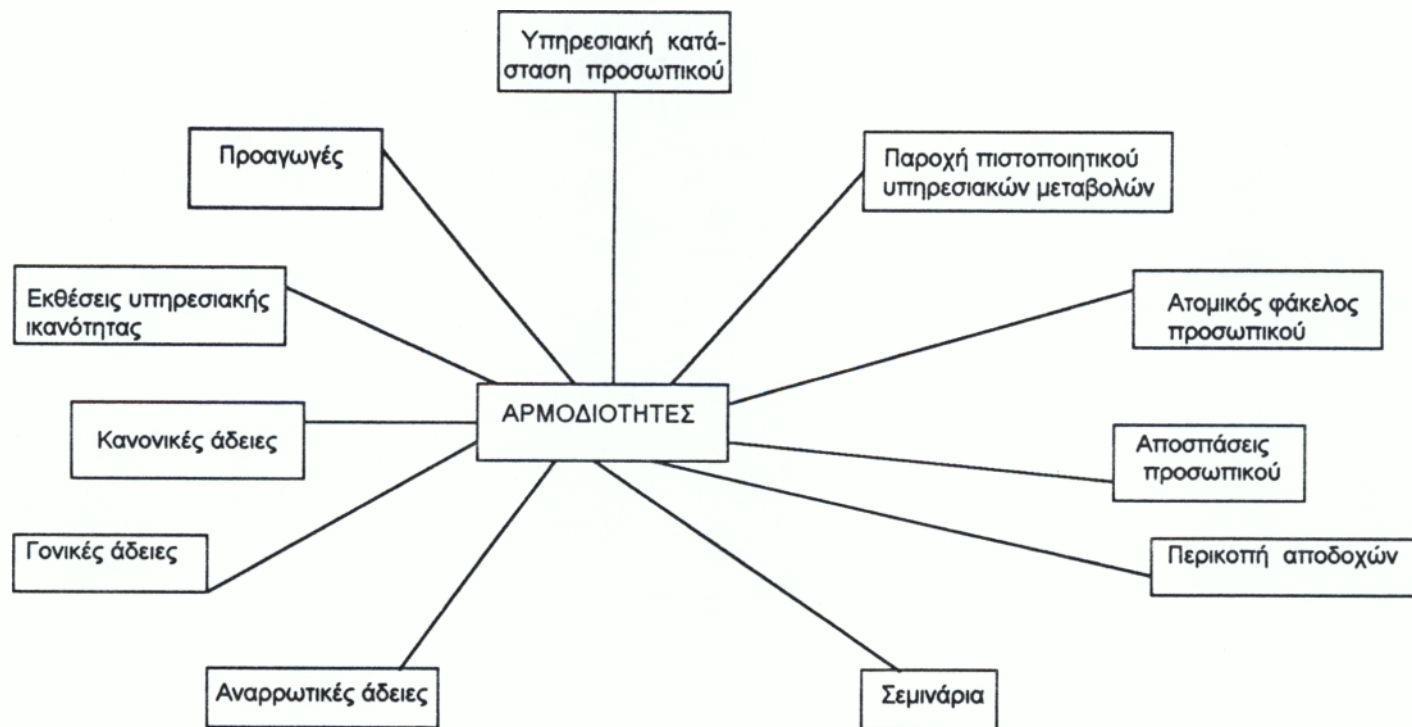 Υπηρεσιακή κατά-
σταση προσωπικού
Προαγωγές
Παροχή πιστοποιητικού
υπηρεσιακών μεταβολών
Εκθέσεις υπηρεσιακής
ικανότητας
Ατομικός φάκελος
προσωπικού
ΑΡΜΟΔΙΟΤΗΤΕΣ
Κανονικές άδειες
Αποσπάσεις
προσωπικού
Γονικές άδειες
Περικοπή αποδοχών
Αναρρωτικές άδειες
Σεμινάρια